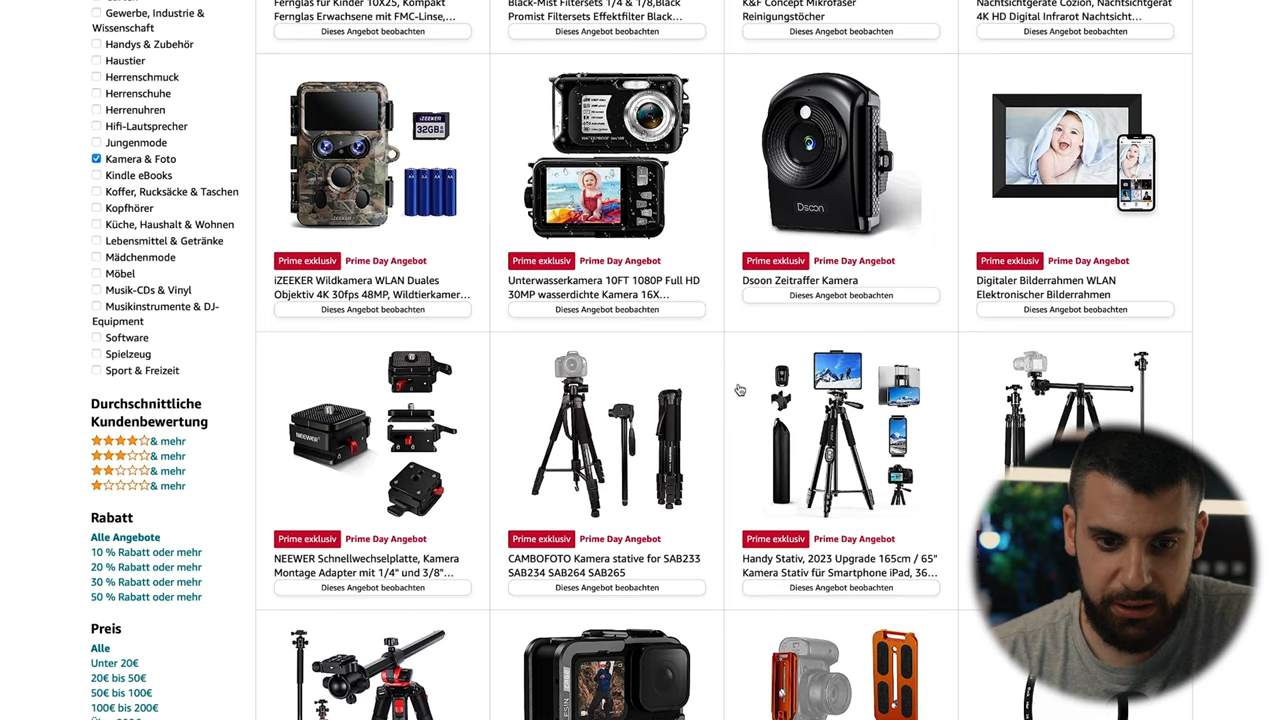 Gewerbe, Industrie &
Wissenschaft
Handys & Zubehör
Haustier
Herrenschmuck
Herrenschuhe
Herrenuhren
Hifi-Lautsprecher
Jungenmode
Kamera & Foto
Kindle eBooks
Koffer, Rucksäcke & Taschen
Kopfhörer
Küche, Haushalt & Wohnen
Lebensmittel & Getränke
Mädchenmode
Möbel
Musik-CDs & Vinyl
Musikinstrumente & DJ-
Equipment
Software
Spielzeug
Sport & Freizeit
Durchschnittliche
Kundenbewertung
& mehr
& mehr
& mehr
& mehr
Rabatt
Alle Angebote
10 % Rabatt oder mehr
20 % Rabatt oder mehr
30 % Rabatt oder mehr
50 % Rabatt oder mehr
Preis
Alle
Unter 20€
20€ bis 50€
50€ bis 100€
100€ bis 200€
Fernglas für Kinder 10X25, Kompakt
Fernglas Erwachsene mit FMC-Linse,...
Dieses Angebot beobachten
Black-Mist Filtersets 1/4 & 1/8,Black
Promist Filtersets Effektfilter Black...
Dieses Angebot beobachten
K&F Concept Mikrofaser
Reinigungstücher
Dieses Angebot beobachten
Nachtsichtgeräte Cozion, Nachtsichtgerät
4K HD Digital Infrarot Nachtsicht...
Dieses Angebot beobachten
iZEEKER
32GB
AA AA AA AA
iZEEKER
Prime exklusiv Prime Day Angebot
iZEEKER Wildkamera WLAN Duales
Objektiv 4K 30fps 48MP, Wildtierkamer...
Dieses Angebot beobachten
Prime exklusiv Prime Day Angebot
Unterwasserkamera 10FT 1080P Full HD
30MP wasserdichte Kamera 16X...
Dieses Angebot beobachten
Dsoon
Prime exklusiv Prime Day Angebot
Dsoon Zeitraffer Kamera
Dieses Angebot beobachten
Prime exklusiv Prime Day Angebot
Digitaler Bilderrahmen WLAN
Elektronischer Bilderrahmen
Dieses Angebot beobachten
NEEWER
Prime exklusiv Prime Day Angebot
NEEWER Schnellwechselplatte, Kamera
Montage Adapter mit 1/4" und 3/8"...
Dieses Angebot beobachten
Prime exklusiv Prime Day Angebot
CAMBOFOTO Kamera stative for SAB233
SAB234 SAB264 SAB265
Dieses Angebot beobachten
Prime exklusiv Prime Day Angebot
Handy Stativ, 2023 Upgrade 165cm / 65"
Kamera Stativ für Smartphone iPad, 36...
Dieses Angebot beobachten